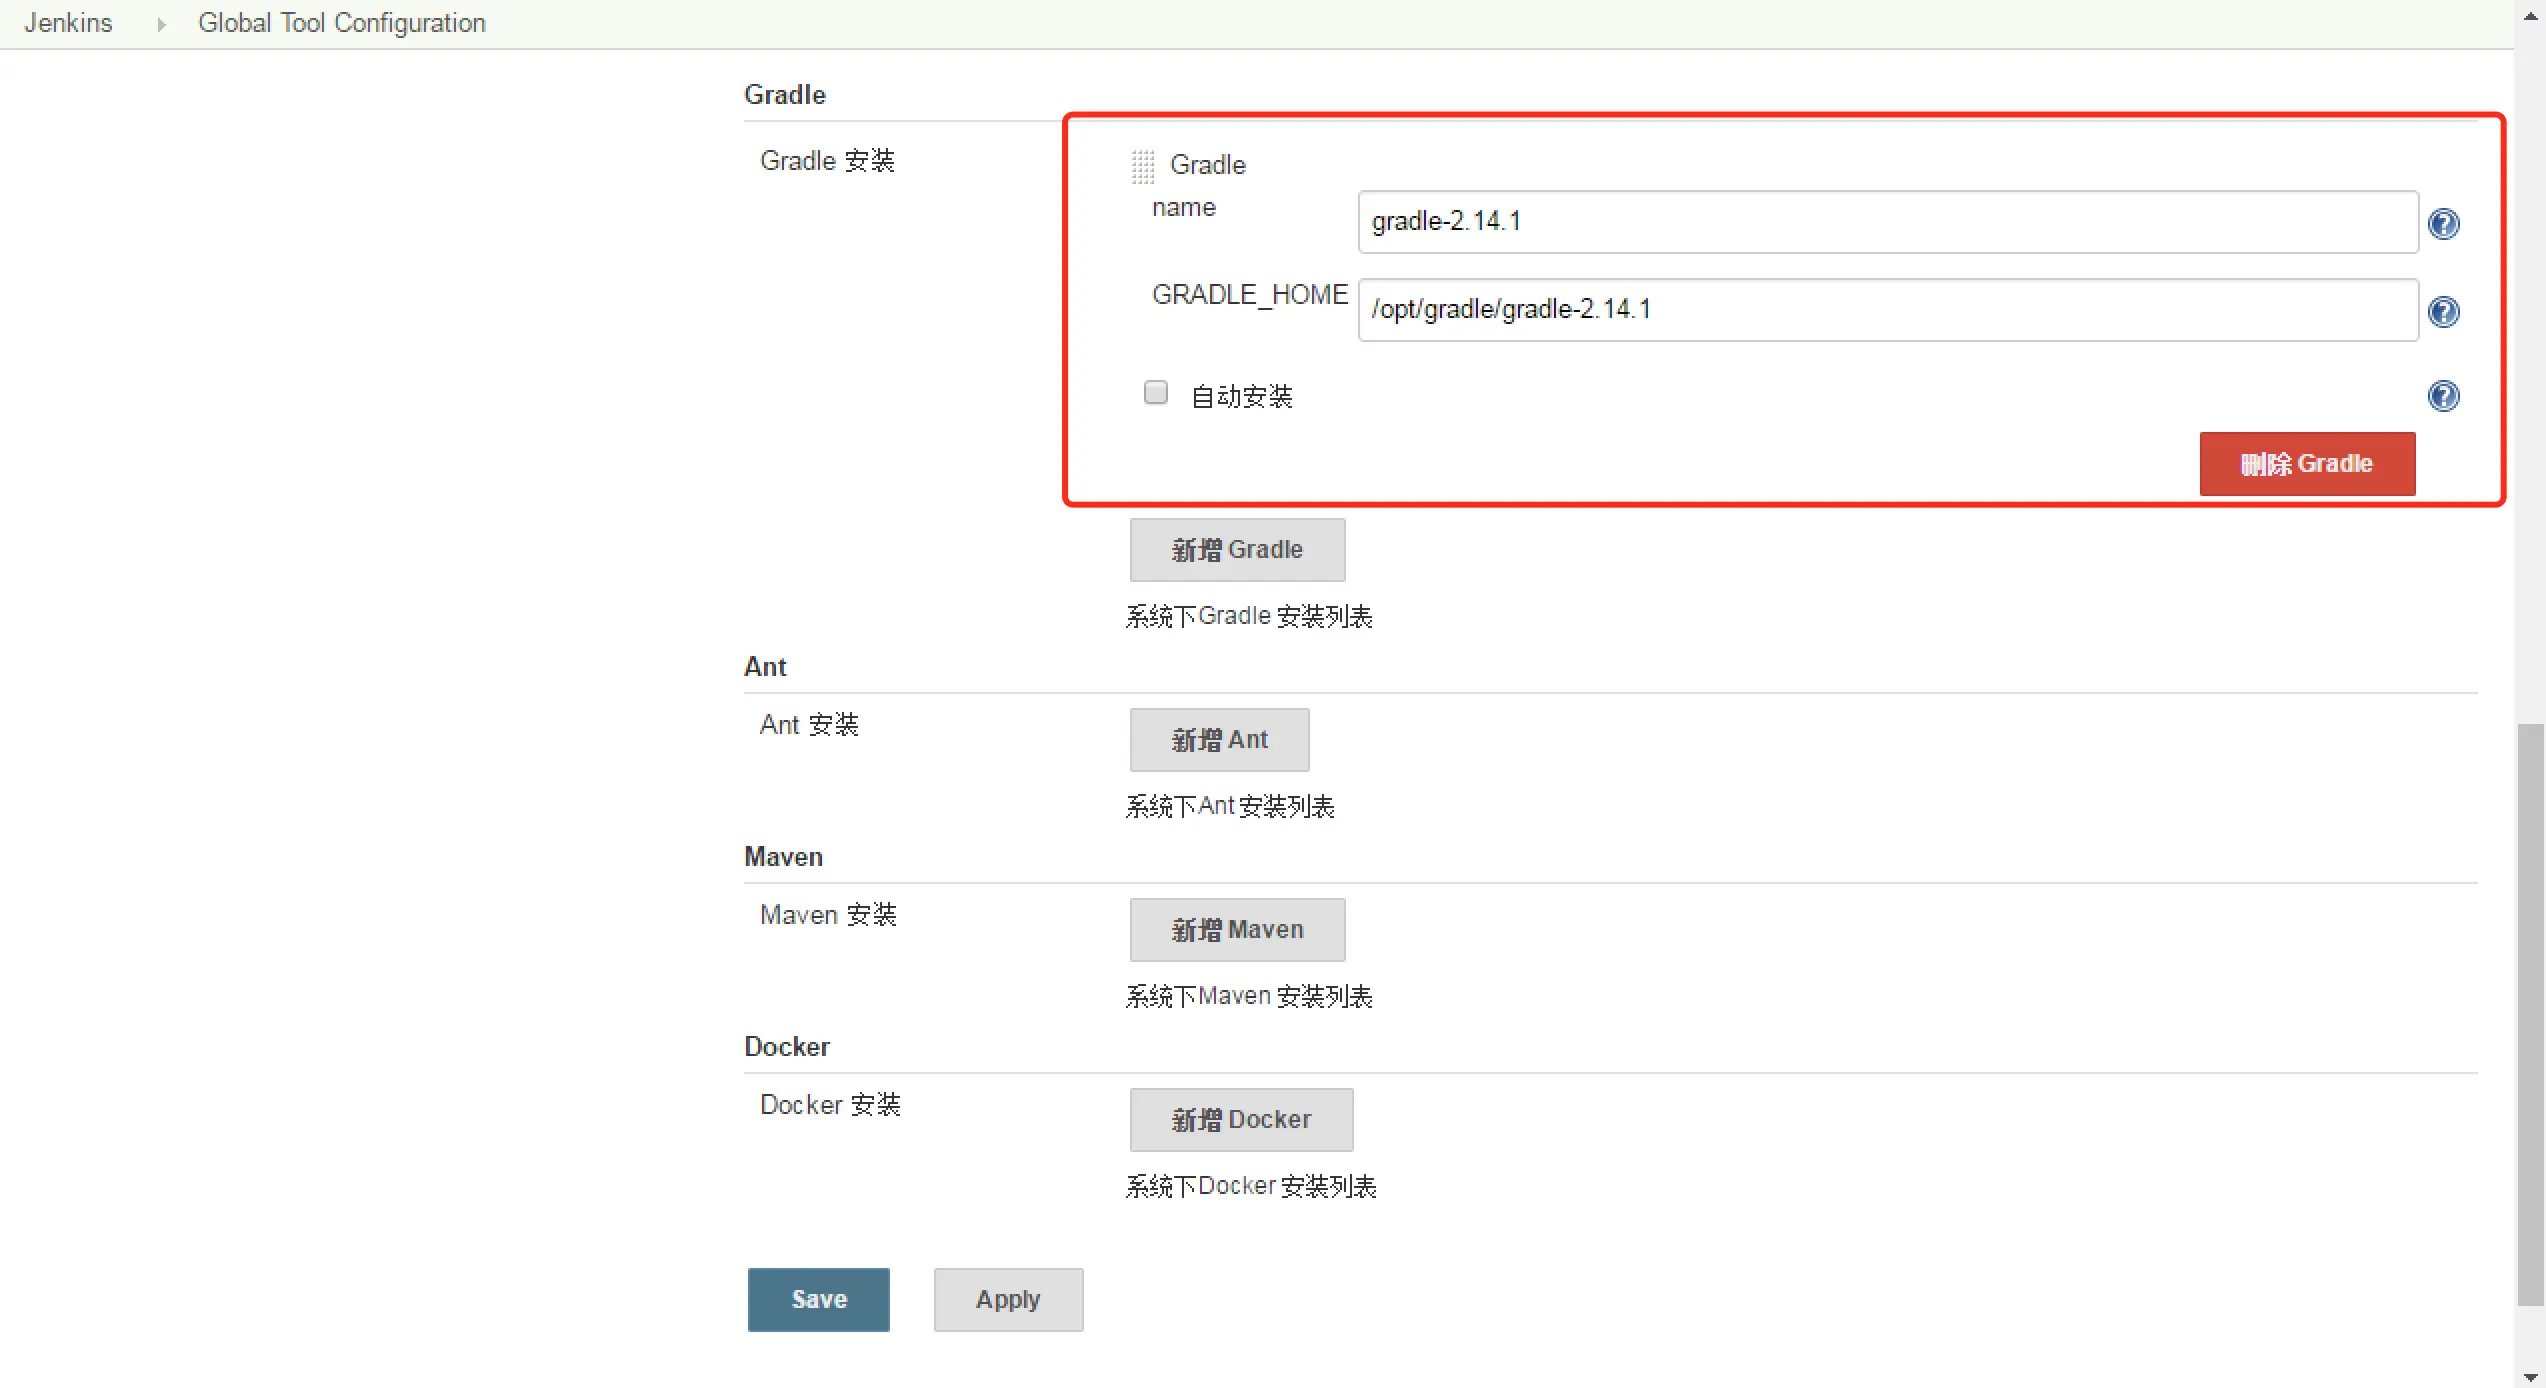 Jenkins Global Tool Configuration
Gradle
Gradle 安装
Gradle
name
gradle-2.14.1
GRADLE_HOME
/opt/gradle/gradle-2.14.1
自动安装
删除 Gradle
新增 Gradle
系统下Gradle 安装列表
Ant
Ant 安装
新增 Ant
系统下Ant 安装列表
Maven
Maven 安装
新增 Maven
系统下Maven 安装列表
Docker
Docker 安装
新增 Docker
系统下Docker 安装列表
Save
Apply